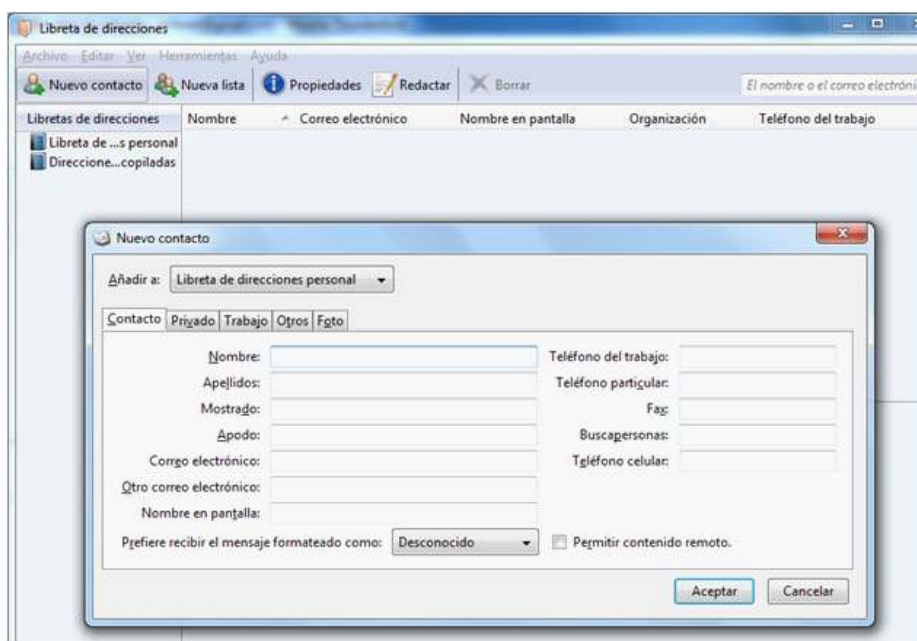 Libreta de direcciones
Archivo Editar Ver Herramientas Ayuda
Nuevo contacto Nueva lista Propiedades Redactar Borrar El nombre o el correo electróni
Libretas de direcciones Nombre Correo electrónico Nombre en pantalla Organización Teléfono del trabajo
Libreta de ...s personal
Direccione...copiladas
Nuevo contacto
Añadir a: Libreta de direcciones personal
Contacto Privado Trabajo Otros Foto
Nombre: Teléfono del trabajo:
Apellidos: Teléfono particular:
Mostrado: Fax:
Apodo: Buscapersonas:
Correo electrónico: Teléfono celular:
Otro correo electrónico:
Nombre en pantalla:
Prefiere recibir el mensaje formateado como: Desconocido Permitir contenido remoto.
Aceptar Cancelar